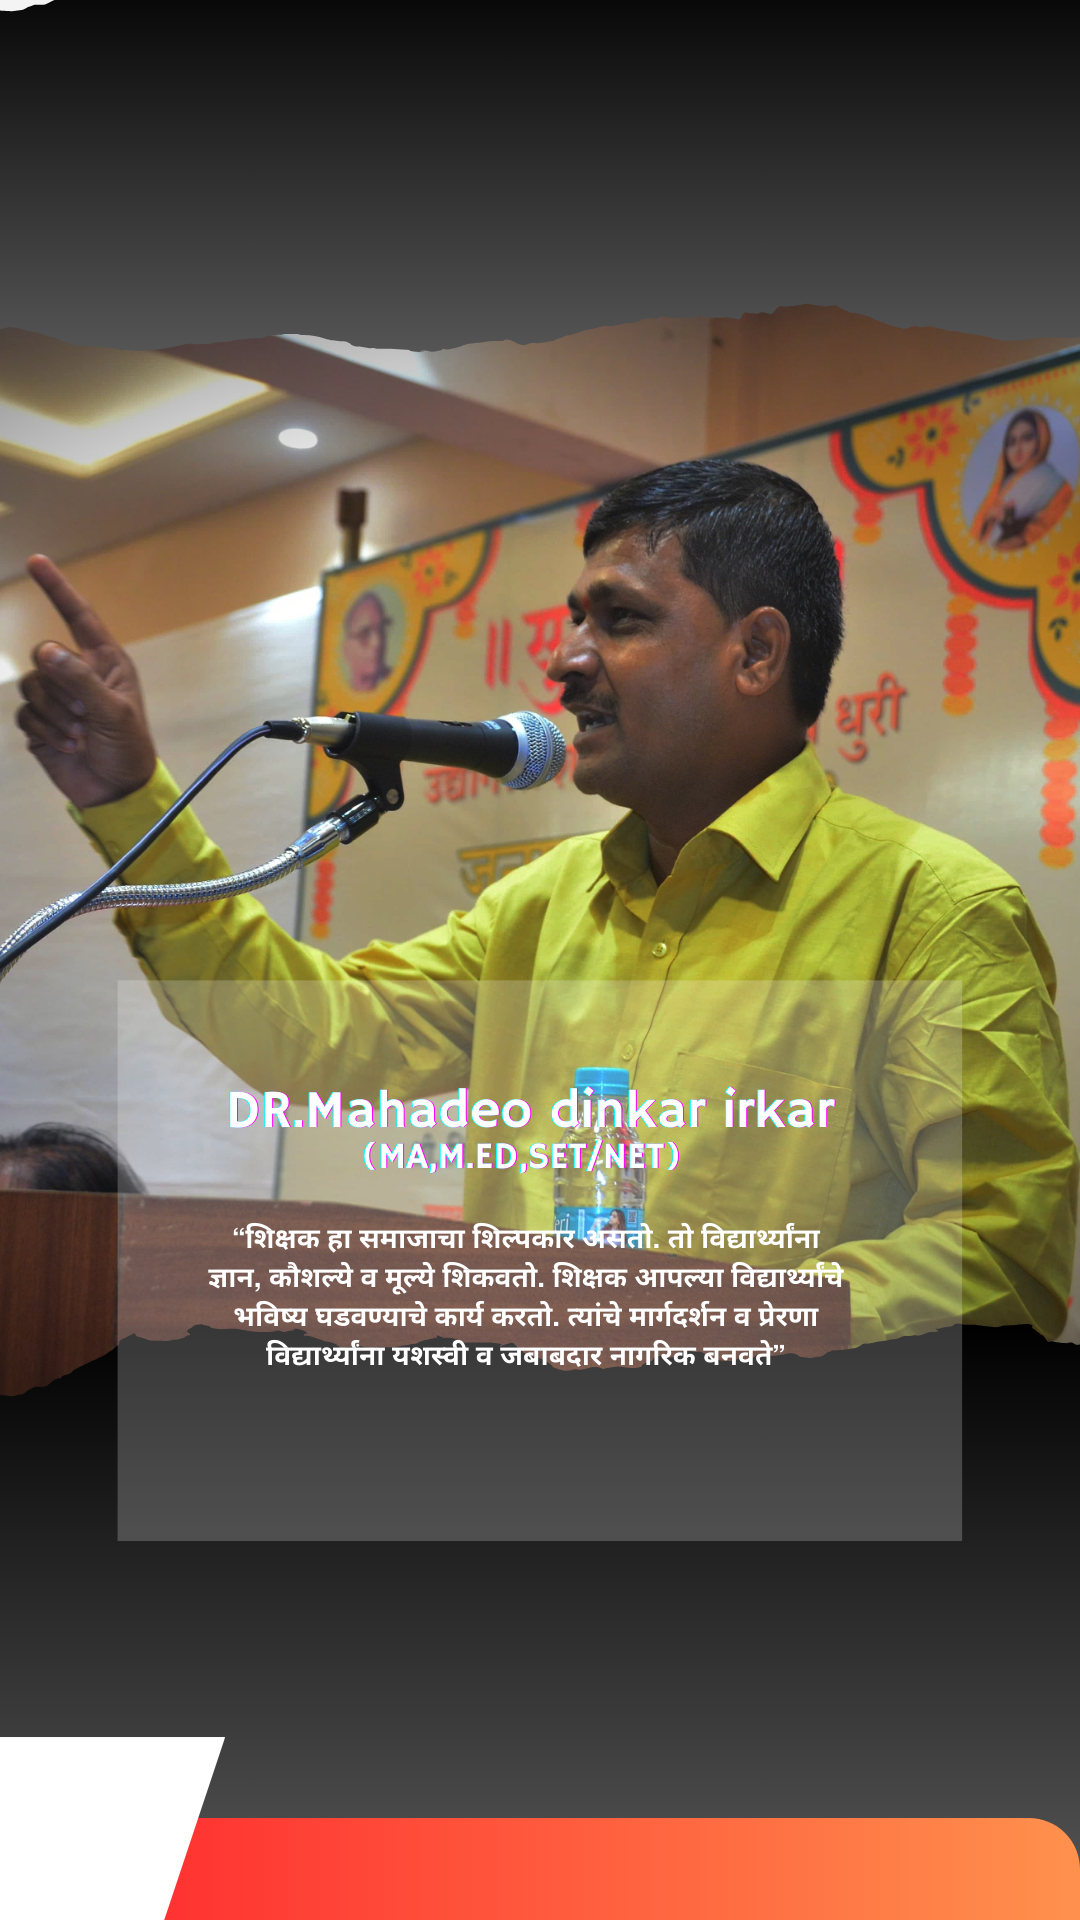 ॥
धुरी
DR.Mahadeo dinkar irkar
(MA,M.ED,SET/NET)
“शिक्षक हा समाजाचा शिल्पकार असतो. तो विद्यार्थ्यांना
ज्ञान, कौशल्ये व मूल्ये शिकवतो. शिक्षक आपल्या विद्यार्थ्यांचे
भविष्य घडवण्याचे कार्य करतो. त्यांचे मार्गदर्शन व प्रेरणा
विद्यार्थ्यांना यशस्वी व जबाबदार नागरिक बनवते”